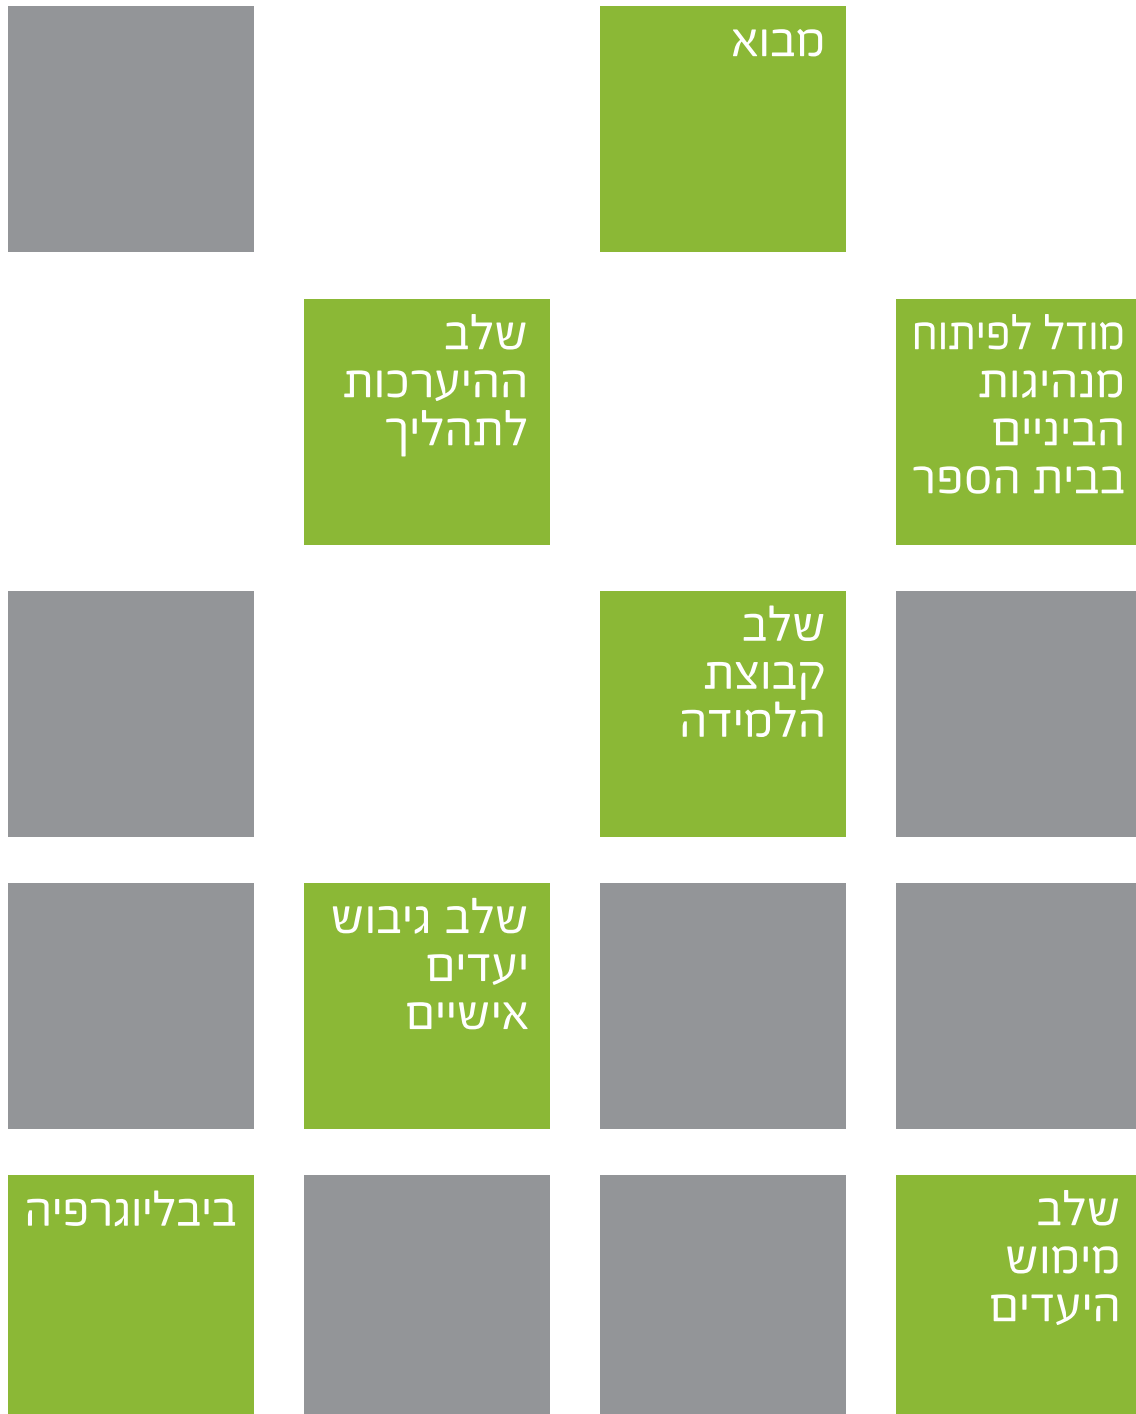 מבוא
מודל לפיתוח
מנהיגות
הביניים
בבית הספר
שלב
ההיערכות
לתהליך
שלב
קבוצת
הלמידה
שלב גיבוש
יעדים
אישיים
שלב
מימוש
היעדים
ביבליוגרפיה